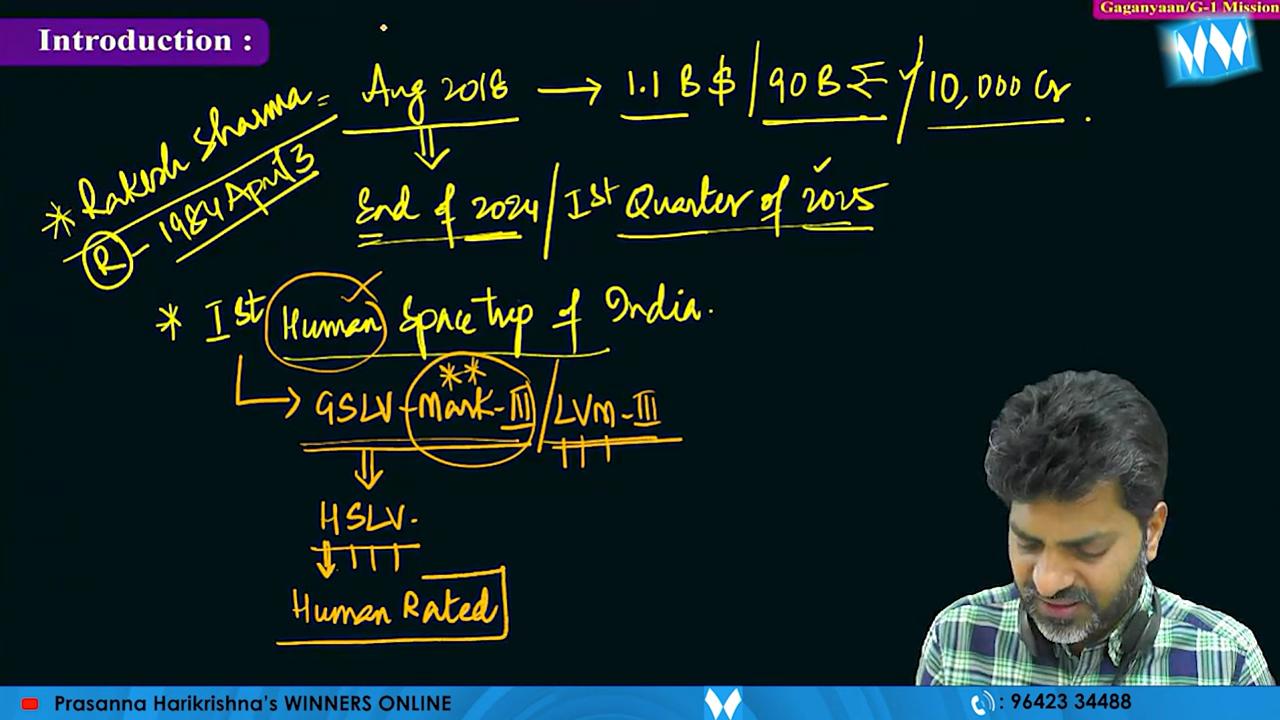 Gaganyaan/G-1 Mission
Introduction :
W
Aug 2018 → 1.1 B $ / 90 B ₹ / 10,000 Cr.
* Rakesh Sharma =
R - 1984 April 3
End of 2024 / Ist Quarter of 2025
* Ist Human Space trip of India.
GSLV-Mark-III / LVM-III
**
HSLV.
Human Rated
Prasanna Harikrishna's WINNERS ONLINE
: 96423 34488